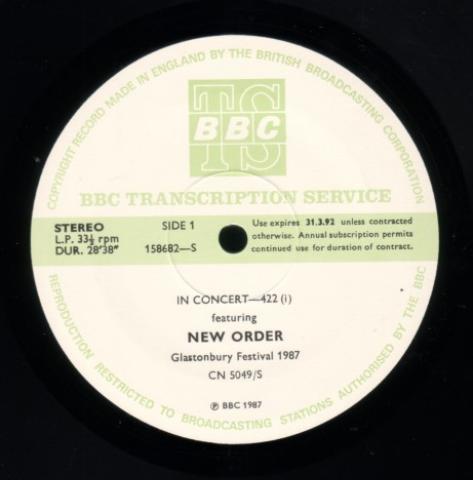 COPYRIGHT RECORD MADE IN ENGLAND BY THE BRITISH BROADCASTING CORPORATION
TS
BBC
BBC TRANSCRIPTION SERVICE
STEREO
L.P. 33⅓ rpm
DUR. 28'38"
SIDE 1
158682—S
Use expires 31.3.92 unless contracted
otherwise. Annual subscription permits
continued use for duration of contract.
IN CONCERT—422 (i)
featuring
NEW ORDER
Glastonbury Festival 1987
CN 5049/S
℗ BBC 1987
REPRODUCTION RESTRICTED TO BROADCASTING STATIONS AUTHORISED BY THE BBC